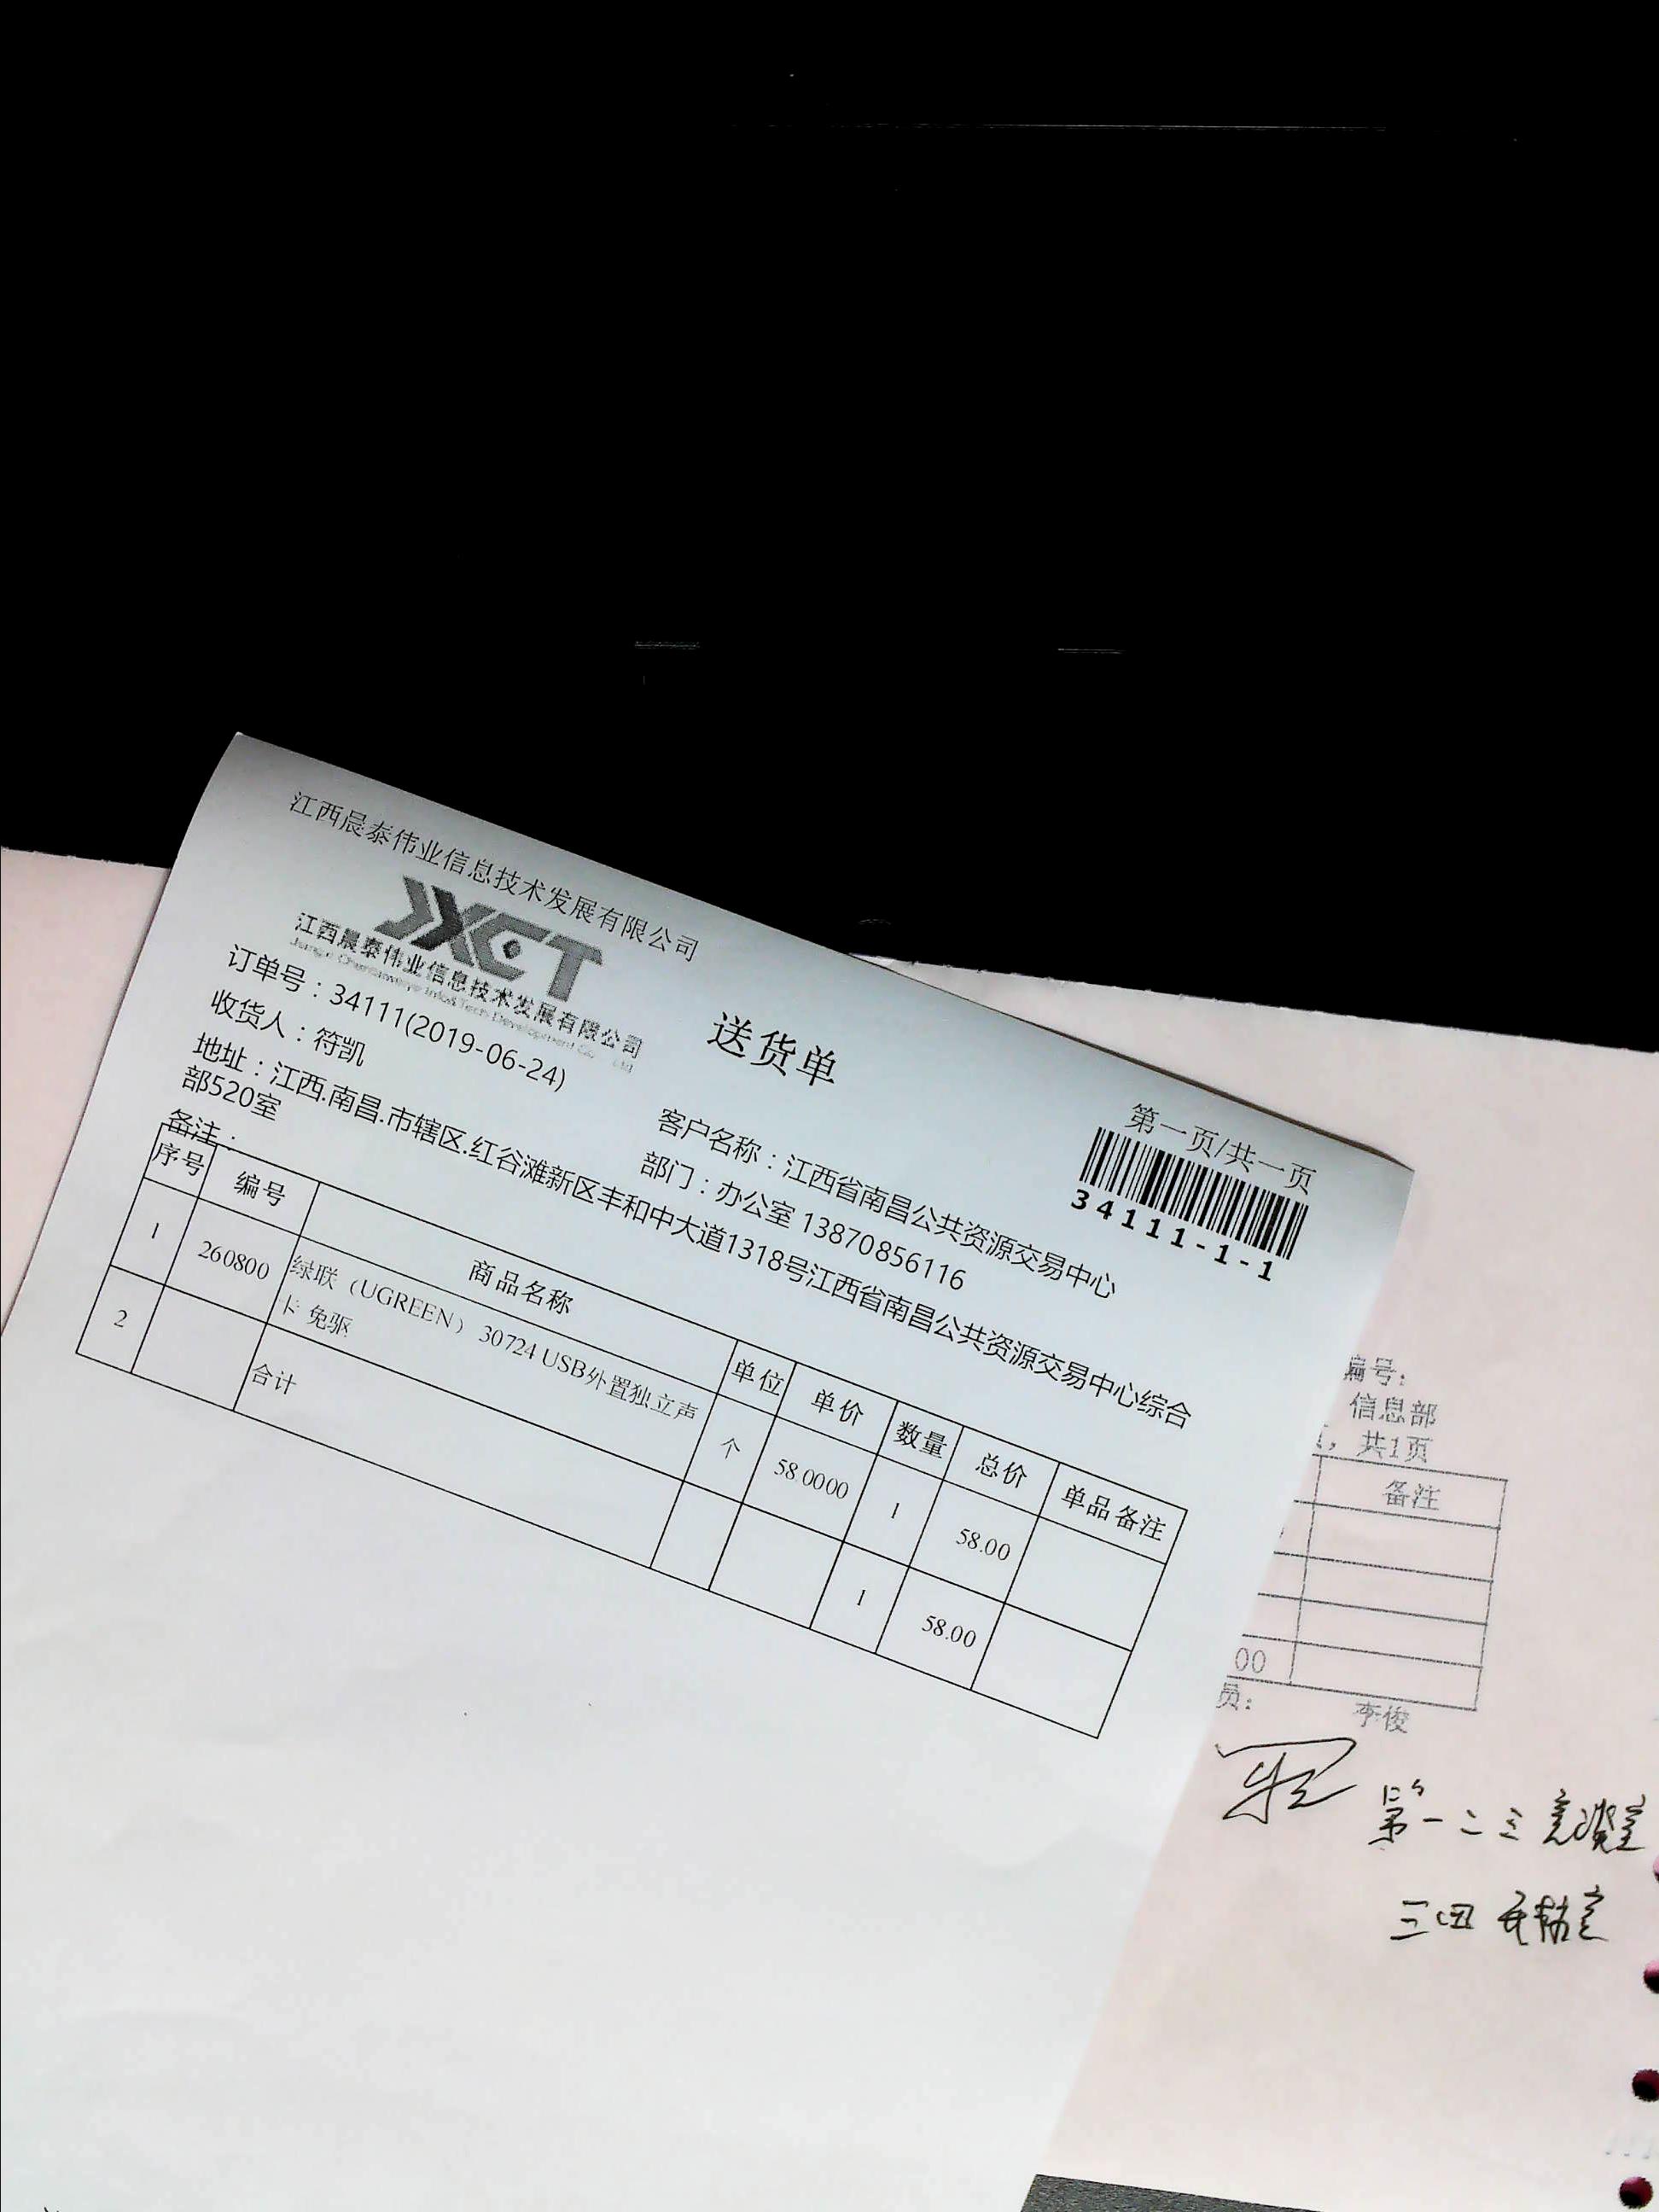 江西晨泰伟业信息技术发展有限公司
JXCT
江西晨泰伟业信息技术发展有限公司
送货单
第一页/共一页
34111-1-1
订单号：34111(2019-06-24)
客户名称：江西省南昌公共资源交易中心
收货人：符凯
部门：办公室 13870856116
地址：江西.南昌.市辖区.红谷滩新区丰和中大道1318号江西省南昌公共资源交易中心综合
部520室
备注：
序号 编号 商品名称 单位 单价 数量 总价 单品备注
1 260800 绿联（UGREEN）30724 USB外置独立声
卡 免驱 个 58.0000 1 58.00
2 合计 1 58.00
编号:
信息部
，共1页
备注
00
员: 李俊
第一二三
三四